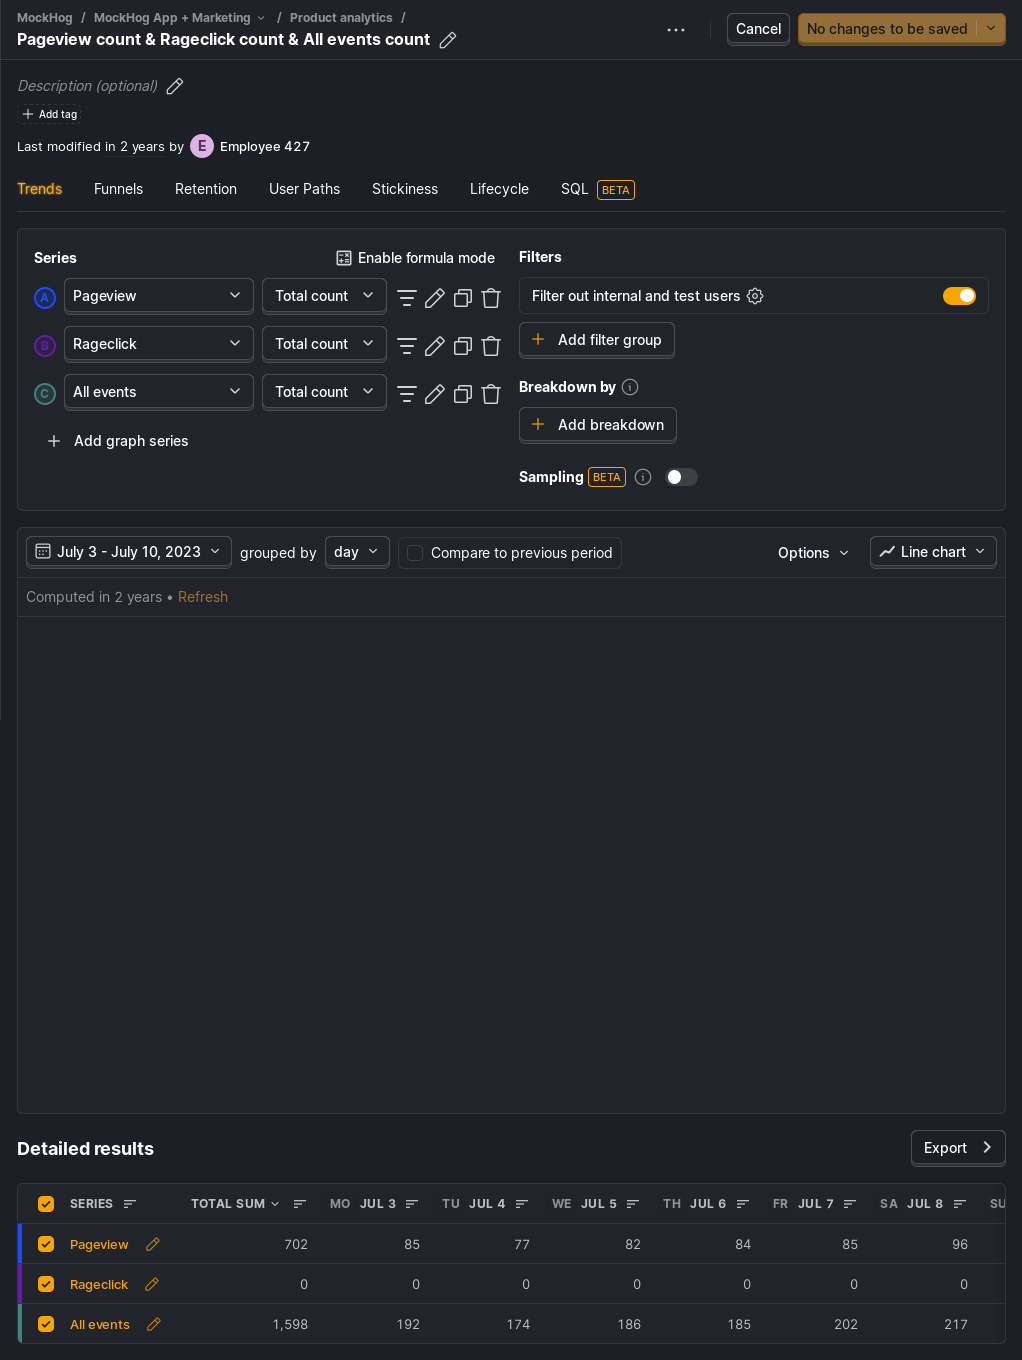 MockHog / MockHog App + Marketing / Product analytics /
Pageview count & Rageclick count & All events count
Cancel
No changes to be saved
Description (optional)
Add tag
Last modified in 2 years by E Employee 427
Trends Funnels Retention User Paths Stickiness Lifecycle SQL BETA
Series
Enable formula mode
A Pageview Total count
B Rageclick Total count
C All events Total count
Add graph series
Filters
Filter out internal and test users
Add filter group
Breakdown by
Add breakdown
Sampling BETA
July 3 - July 10, 2023 grouped by day Compare to previous period Options Line chart
Computed in 2 years • Refresh
Detailed results
Export
SERIES TOTAL SUM MO JUL 3 TU JUL 4 WE JUL 5 TH JUL 6 FR JUL 7 SA JUL 8 SU
Pageview 702 85 77 82 84 85 96
Rageclick 0 0 0 0 0 0 0
All events 1,598 192 174 186 185 202 217